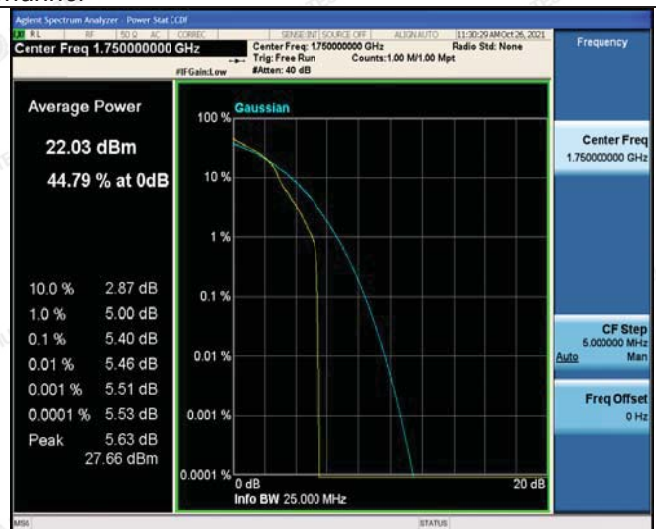 Agilent Spectrum Analyzer - Power Stat CCDF
RL RF 50 Ω AC CORREC SENSE:INT SOURCE OFF ALIGN AUTO 11:30:29 AM Oct 26, 2021
Center Freq 1.750000000 GHz
Center Freq: 1.750000000 GHz Radio Std: None
Trig: Free Run Counts:1.00 M/1.00 Mpt
#IFGain:Low #Atten: 40 dB
Frequency
Average Power
22.03 dBm
44.79 % at 0dB
10.0 % 2.87 dB
1.0 % 5.00 dB
0.1 % 5.40 dB
0.01 % 5.46 dB
0.001 % 5.51 dB
0.0001 % 5.53 dB
Peak 5.63 dB
27.66 dBm
Gaussian
100 %
10 %
1 %
0.1 %
0.01 %
0.001 %
0.0001 %
0 dB 20 dB
Info BW 25.000 MHz
Center Freq
1.750000000 GHz
CF Step
5.000000 MHz
Auto Man
Freq Offset
0 Hz
MSG STATUS